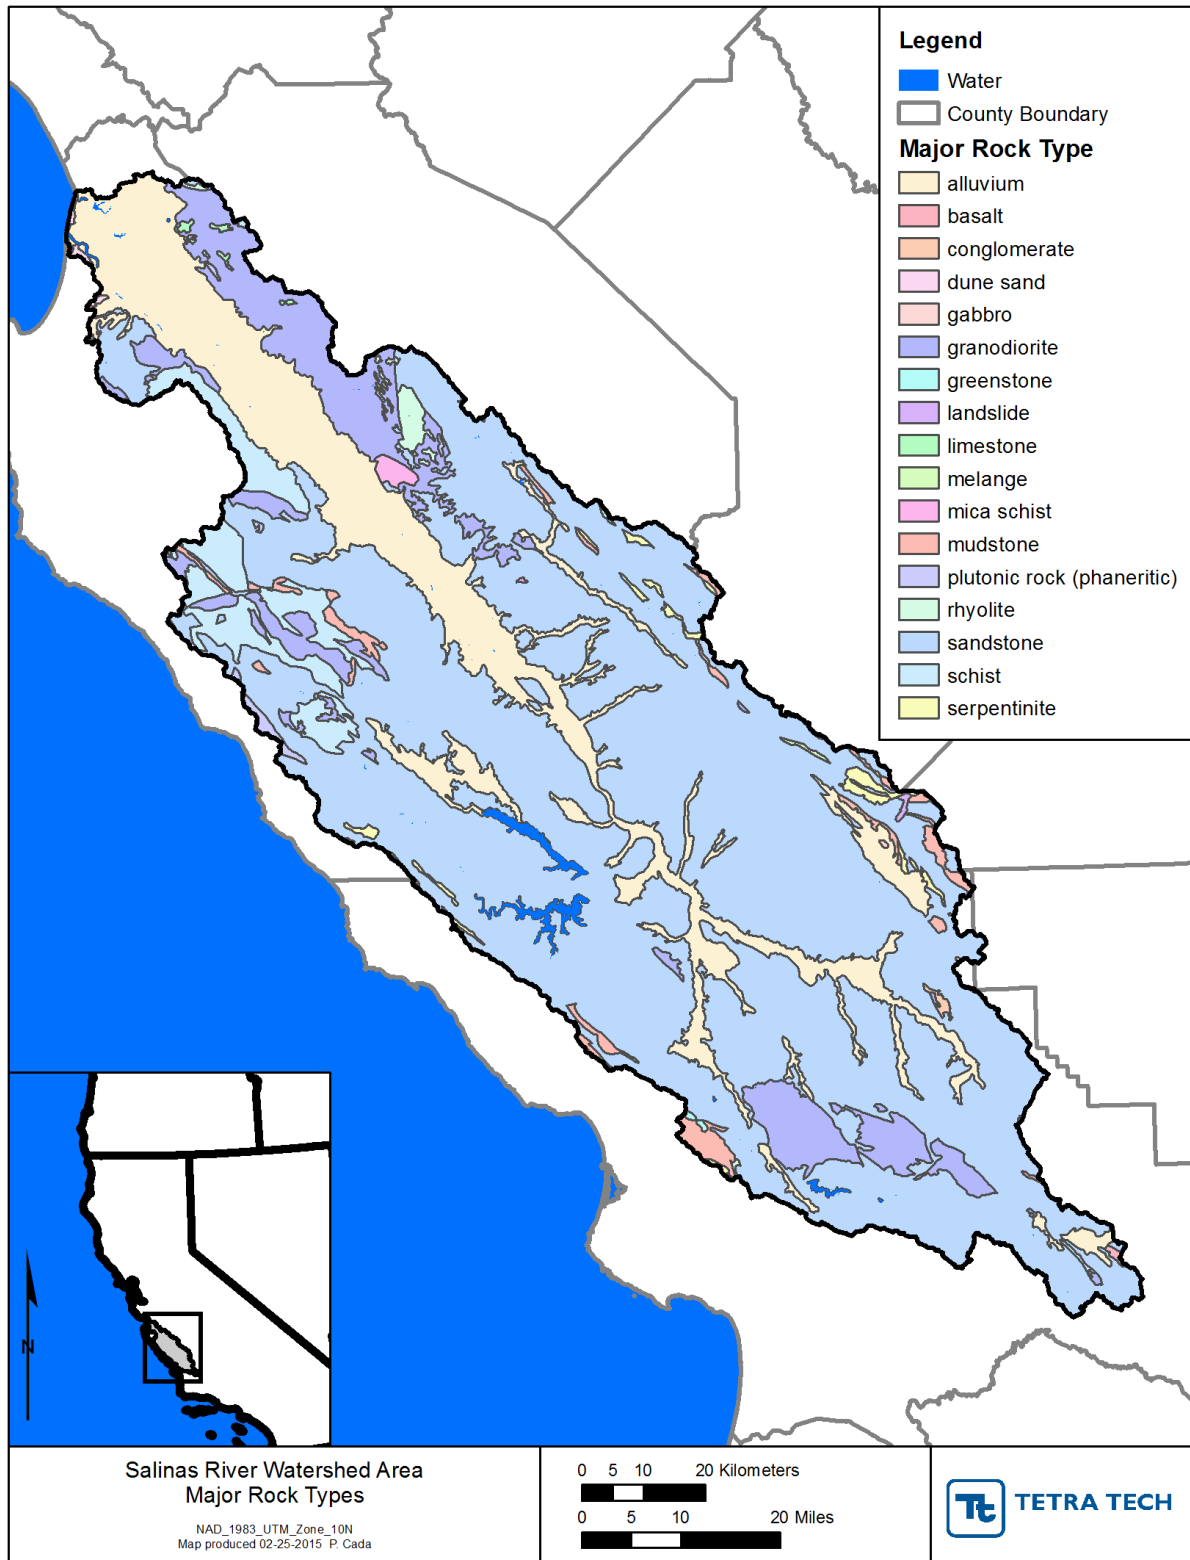 Legend
Water
County Boundary
Major Rock Type
alluvium
basalt
conglomerate
dune sand
gabbro
granodiorite
greenstone
landslide
limestone
melange
mica schist
mudstone
plutonic rock (phaneritic)
rhyolite
sandstone
schist
serpentinite
N
Salinas River Watershed Area
Major Rock Types
NAD_1983_UTM_Zone_10N
Map produced 02-25-2015 P. Cada
0 5 10 20 Kilometers
0 5 10 20 Miles
Tt TETRA TECH